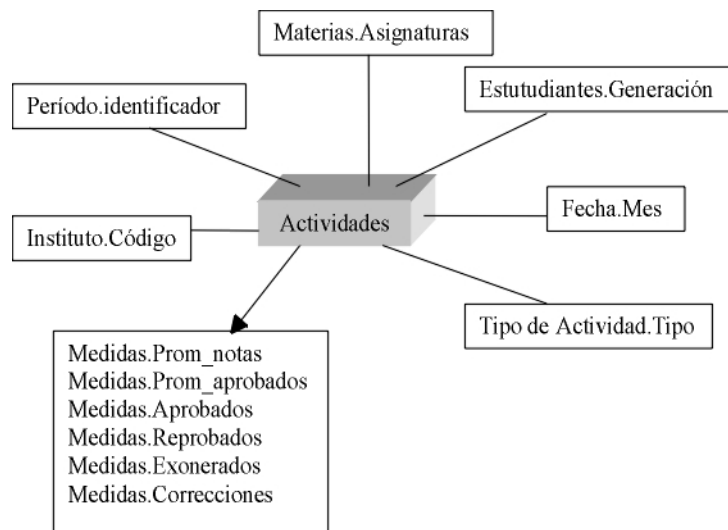 Materias.Asignaturas
Estutudiantes.Generación
Período.identificador
Fecha.Mes
Actividades
Instituto.Código
Tipo de Actividad.Tipo
Medidas.Prom_notas
Medidas.Prom_aprobados
Medidas.Aprobados
Medidas.Reprobados
Medidas.Exonerados
Medidas.Correcciones